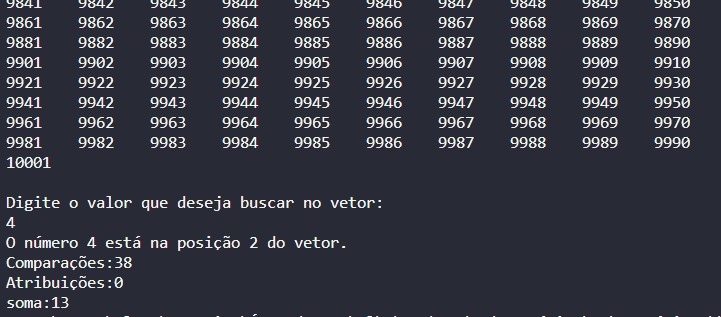 9841 9842 9843 9844 9845 9846 9847 9848 9849 9850
9861 9862 9863 9864 9865 9866 9867 9868 9869 9870
9881 9882 9883 9884 9885 9886 9887 9888 9889 9890
9901 9902 9903 9904 9905 9906 9907 9908 9909 9910
9921 9922 9923 9924 9925 9926 9927 9928 9929 9930
9941 9942 9943 9944 9945 9946 9947 9948 9949 9950
9961 9962 9963 9964 9965 9966 9967 9968 9969 9970
9981 9982 9983 9984 9985 9986 9987 9988 9989 9990
10001
Digite o valor que deseja buscar no vetor:
4
O número 4 está na posição 2 do vetor.
Comparações:38
Atribuições:0
soma:13